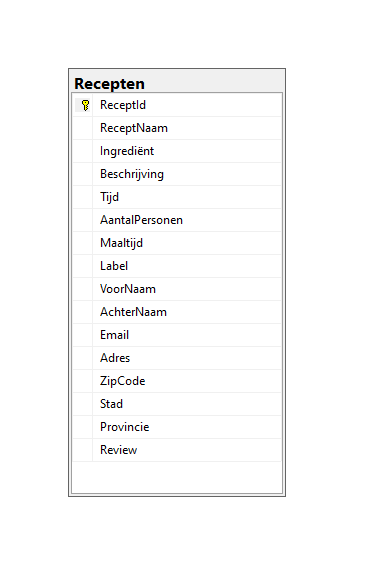 Recepten
ReceptId
ReceptNaam
Ingrediënt
Beschrijving
Tijd
AantalPersonen
Maaltijd
Label
VoorNaam
AchterNaam
Email
Adres
ZipCode
Stad
Provincie
Review